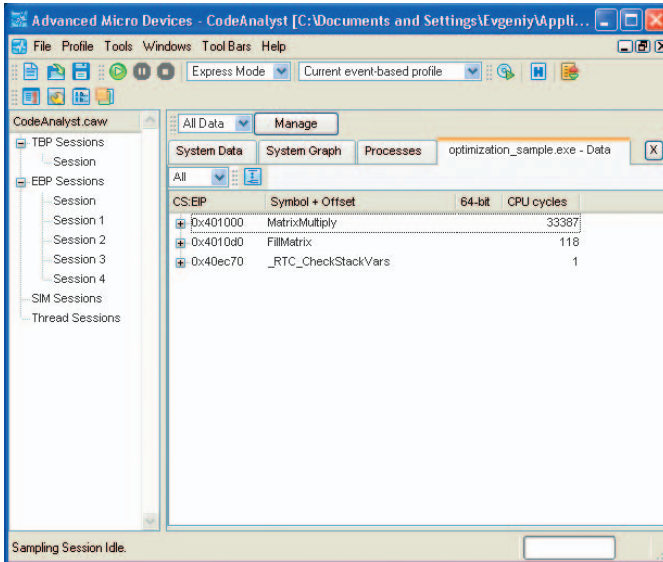 Advanced Micro Devices - CodeAnalyst [C:\Documents and Settings\Evgeniy\Appli...
File Profile Tools Windows Tool Bars Help
Express Mode Current event-based profile
CodeAnalyst.caw
TBP Sessions
Session
EBP Sessions
Session
Session 1
Session 2
Session 3
Session 4
SIM Sessions
Thread Sessions
All Data Manage
System Data System Graph Processes optimization_sample.exe - Data X
All
CS:EIP Symbol + Offset 64-bit CPU cycles
0x401000 MatrixMultiply 33387
0x4010d0 FillMatrix 118
0x40ec70 _RTC_CheckStackVars 1
Sampling Session Idle.